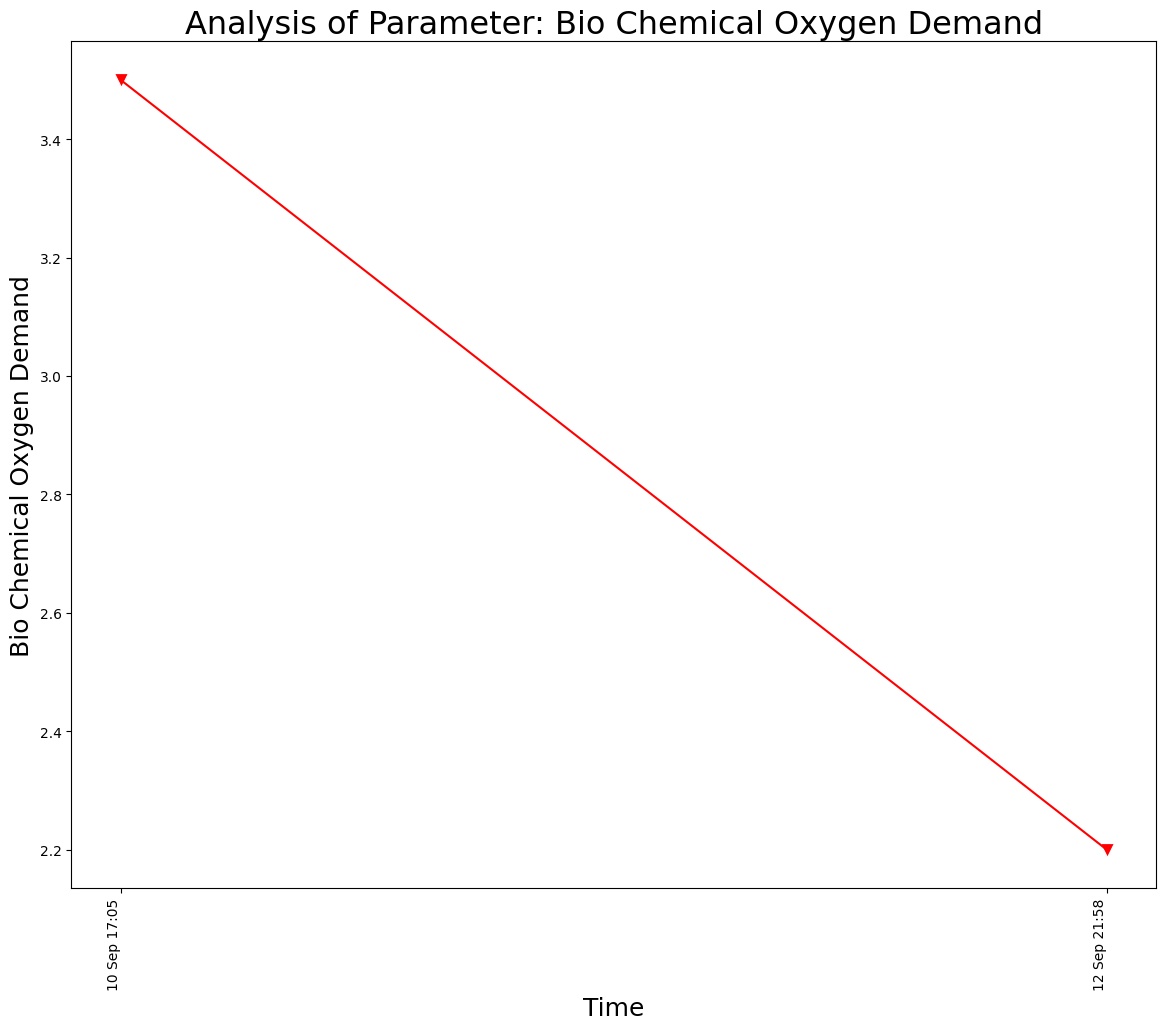 Analysis of Parameter: Bio Chemical Oxygen Demand
Bio Chemical Oxygen Demand
3.4
3.2
3.0
2.8
2.6
2.4
2.2
10 Sep 17:05
12 Sep 21:58
Time